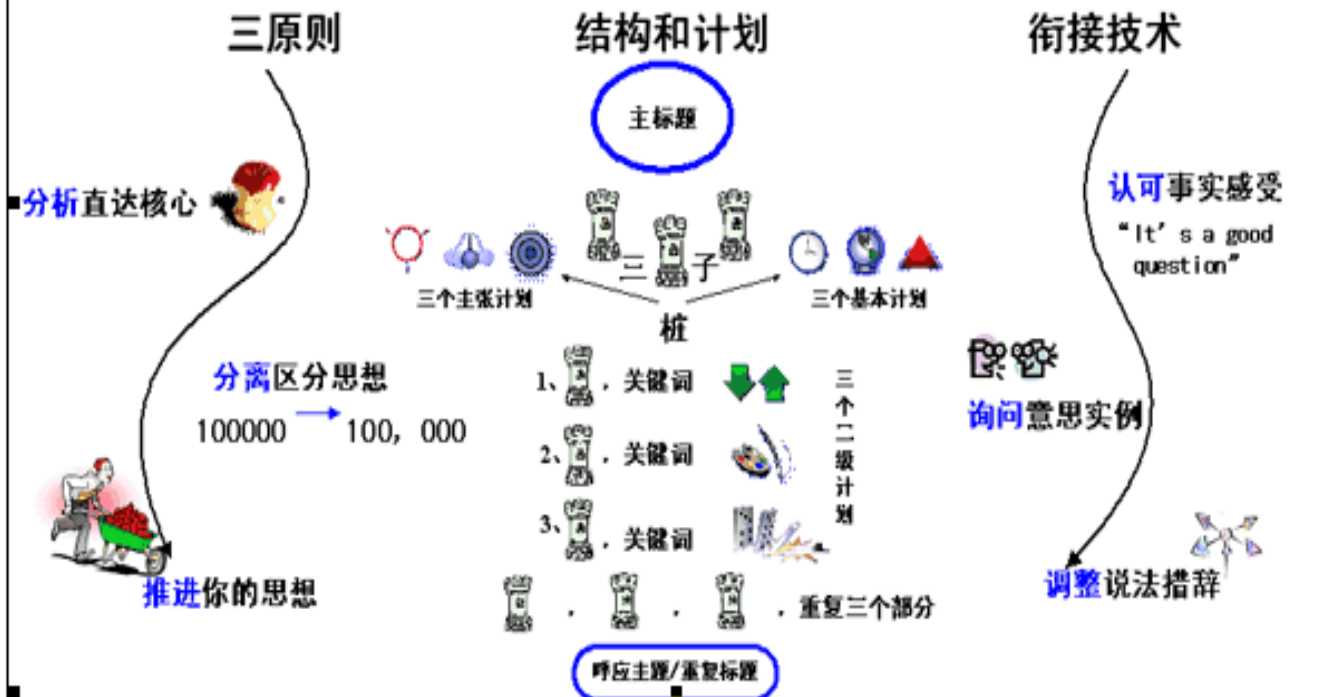 三原则
结构和计划
衔接技术
主标题
分析直达核心
认可事实感受
“It’s a good
question”
三 子
三个主张计划
三个基本计划
桩
分离区分思想
100000 100, 000
1、 ，关键词
2、 ，关键词
3、 ，关键词
三个二级计划
询问意思实例
推进你的思想
调整说法措辞
， ， ，重复三个部分
呼应主题/重复标题